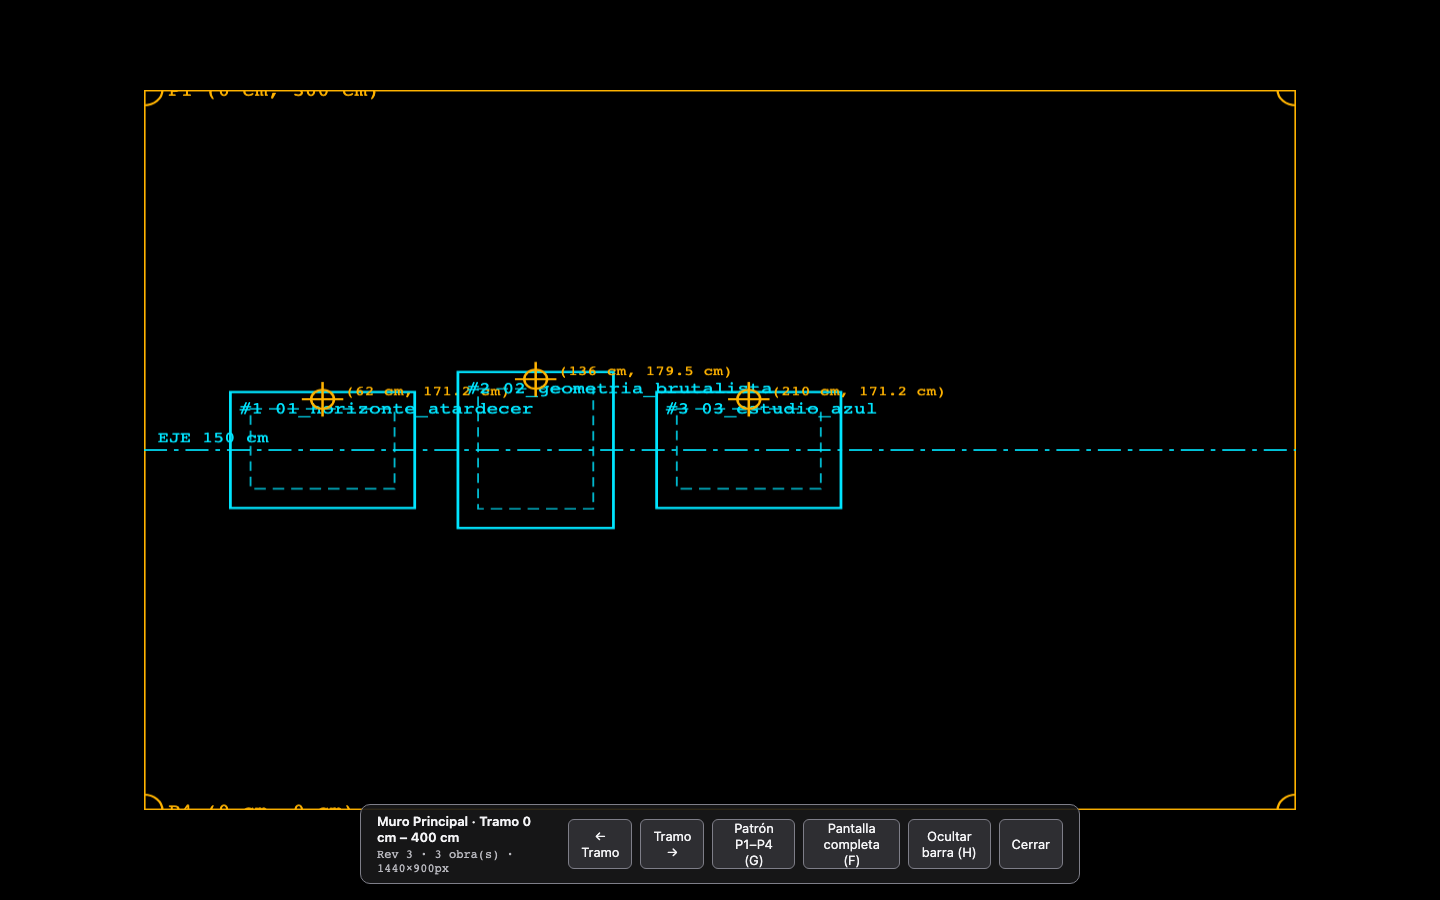 P1 (0 cm, 300 cm)
(136 cm, 179.5 cm)
#2 02_geometria_brutalista
(62 cm, 171.2 cm)
(210 cm, 171.2 cm)
#1 01_horizonte_atardecer
#3 03_estudio_azul
EJE 150 cm
P4 (0 cm, 0 cm)
Muro Principal · Tramo 0
cm – 400 cm
Rev 3 · 3 obra(s) ·
1440×900px
←
Tramo
Tramo
→
Patrón
P1–P4
(G)
Pantalla
completa
(F)
Ocultar
barra (H)
Cerrar